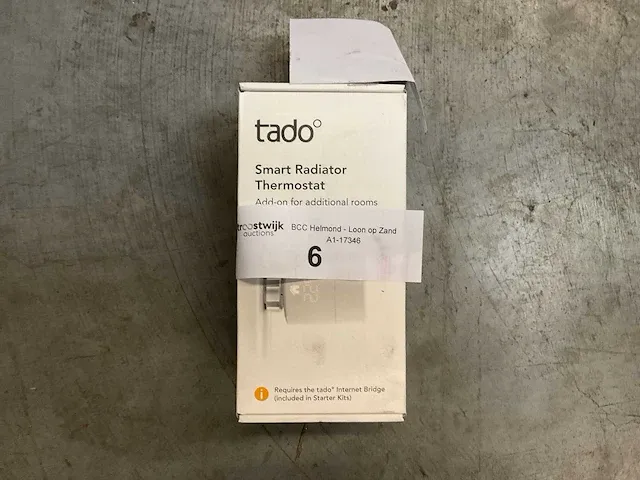 tado°
Smart Radiator
Thermostat
Add-on for additional rooms
troostwijk
auctions
BCC Helmond - Loon op Zand
A1-17346
6
i
Requires the tado° Internet Bridge
(included in Starter Kits)